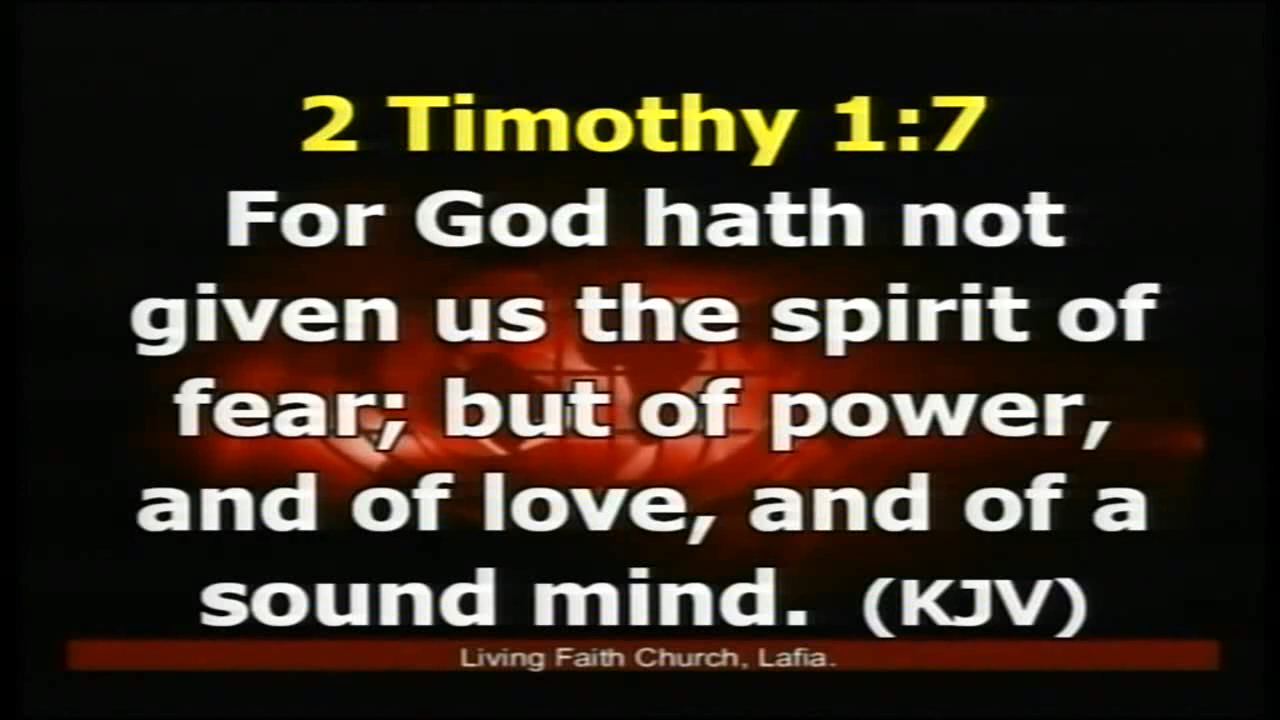 2 Timothy 1:7
For God hath not
given us the spirit of
fear; but of power,
and of love, and of a
sound mind. (KJV)
Living Faith Church, Lafia.